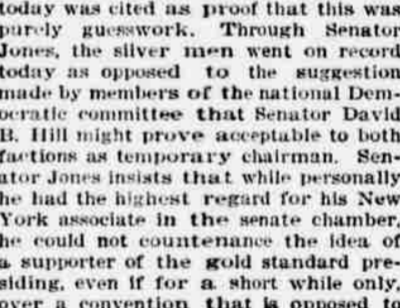 today was cited as proof that this was
purely guesswork. Through Senator
Jones, the silver men went on record
today as opposed to the suggestion
made by members of the national Dem-
ocratic committee that Senator David
B. Hill might prove acceptable to both
factions as temporary chairman. Sen-
ator Jones insists that while personally
he had the highest regard for his New
York associate in the senate chamber,
he could not countenance the idea of
a supporter of the gold standard pre-
siding, even if for a short while only,
over a convention that is opposed to